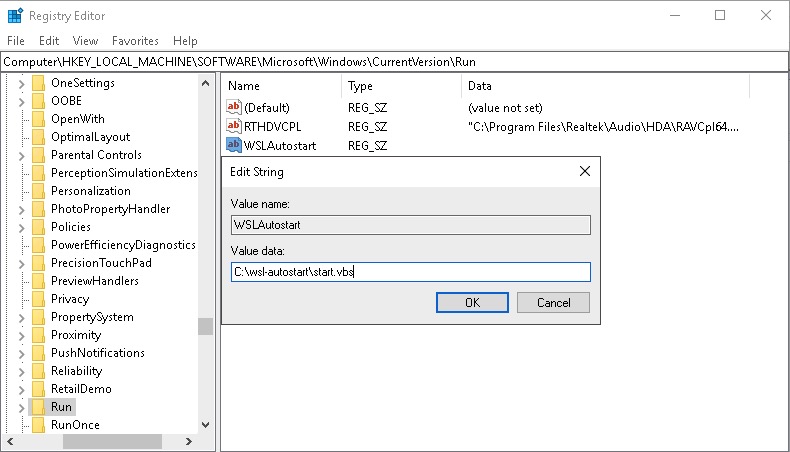 Registry Editor
File Edit View Favorites Help
Computer\HKEY_LOCAL_MACHINE\SOFTWARE\Microsoft\Windows\CurrentVersion\Run
OneSettings
OOBE
OpenWith
OptimalLayout
Parental Controls
PerceptionSimulationExtens
Personalization
PhotoPropertyHandler
Policies
PowerEfficiencyDiagnostics
PrecisionTouchPad
PreviewHandlers
Privacy
PropertySystem
Proximity
PushNotifications
Reliability
RetailDemo
Run
RunOnce
Name Type Data
ab (Default) REG_SZ (value not set)
ab RTHDVCPL REG_SZ "C:\Program Files\Realtek\Audio\HDA\RAVCpl64....
ab WSLAutostart REG_SZ
Edit String
Value name:
WSLAutostart
Value data:
C:\wsl-autostart\start.vbs
OK Cancel